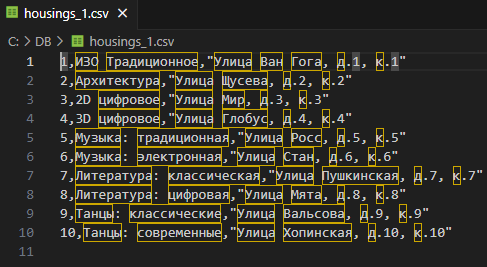 housings_1.csv
C: > DB > housings_1.csv
1 1,ИЗО Традиционное,"Улица Ван Гога, д.1, к.1"
2 2,Архитектура,"Улица Щусева, д.2, к.2"
3 3,2D цифровое,"Улица Мир, д.3, к.3"
4 4,3D цифровое,"Улица Глобус, д.4, к.4"
5 5,Музыка: традиционная,"Улица Росс, д.5, к.5"
6 6,Музыка: электронная,"Улица Стан, д.6, к.6"
7 7,Литература: классическая,"Улица Пушкинская, д.7, к.7"
8 8,Литература: цифровая,"Улица Мята, д.8, к.8"
9 9,Танцы: классические,"Улица Вальсова, д.9, к.9"
10 10,Танцы: современные,"Улица Хопинская, д.10, к.10"
11